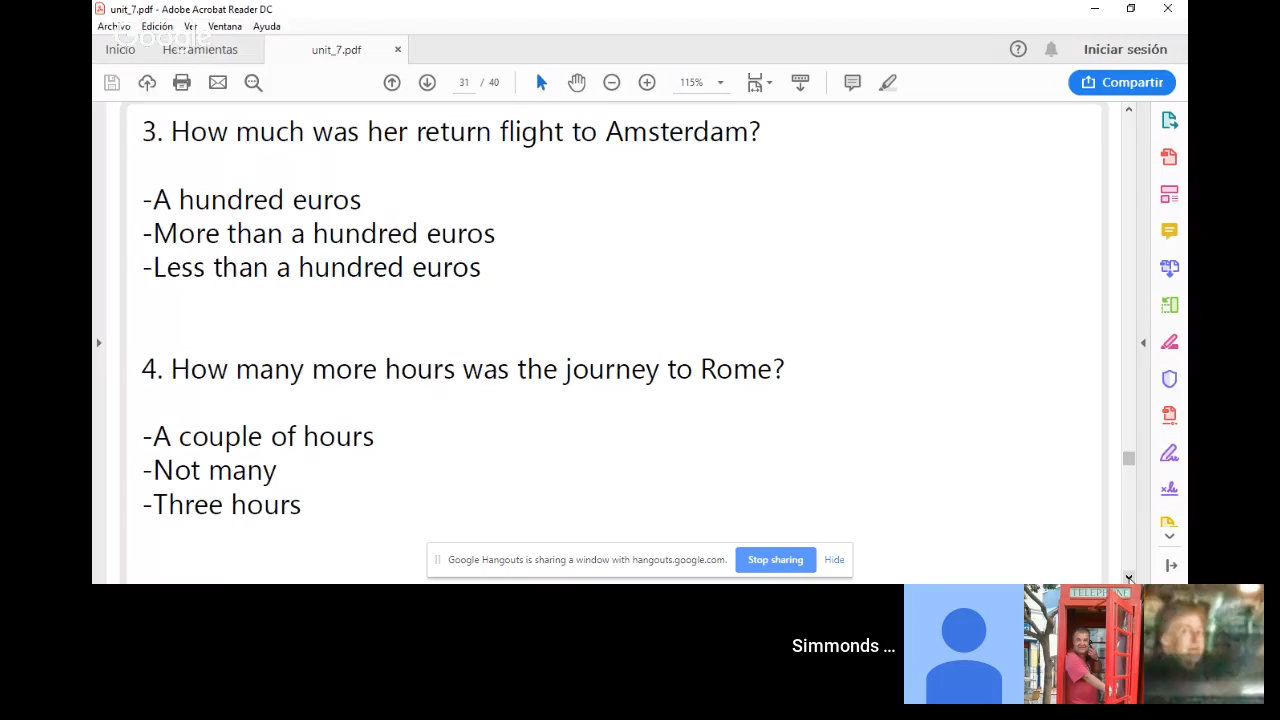 unit_7.pdf - Adobe Acrobat Reader DC
Archivo Edición Ver Ventana Ayuda
Google
Inicio Herramientas unit_7.pdf × Iniciar sesión
31 / 40 115% Compartir
3. How much was her return flight to Amsterdam?
-A hundred euros
-More than a hundred euros
-Less than a hundred euros
4. How many more hours was the journey to Rome?
-A couple of hours
-Not many
-Three hours
Google Hangouts is sharing a window with hangouts.google.com. Stop sharing Hide
TELEPHONE
Simmonds ...